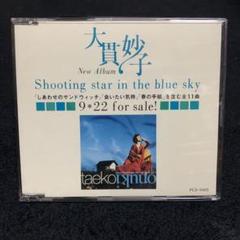 大貫妙子
New Album
Shooting star in the blue sky
「しあわせのサンドウィッチ」「会いたい気持」「春の手紙」を含む全11曲
9*22 for sale!
taeko onuki